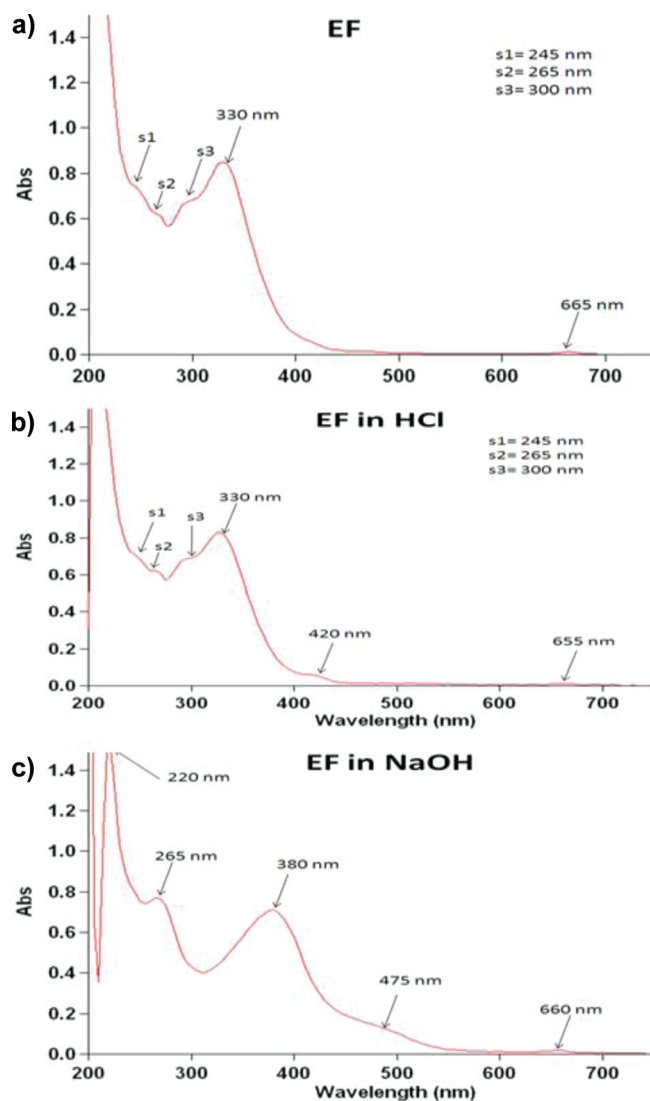 a)
EF
s1= 245 nm
s2= 265 nm
s3= 300 nm
330 nm
s1
s2
s3
665 nm
Abs
1.4
1.2
1.0
0.8
0.6
0.4
0.2
0.0
200 300 400 500 600 700
b)
EF in HCl
s1= 245 nm
s2= 265 nm
s3= 300 nm
330 nm
s1
s2
s3
420 nm
655 nm
Abs
1.4
1.2
1.0
0.8
0.6
0.4
0.2
0.0
200 300 400 500 600 700
Wavelength (nm)
c)
EF in NaOH
220 nm
265 nm
380 nm
475 nm
660 nm
Abs
1.4
1.2
1.0
0.8
0.6
0.4
0.2
0.0
200 300 400 500 600 700
Wavelength (nm)